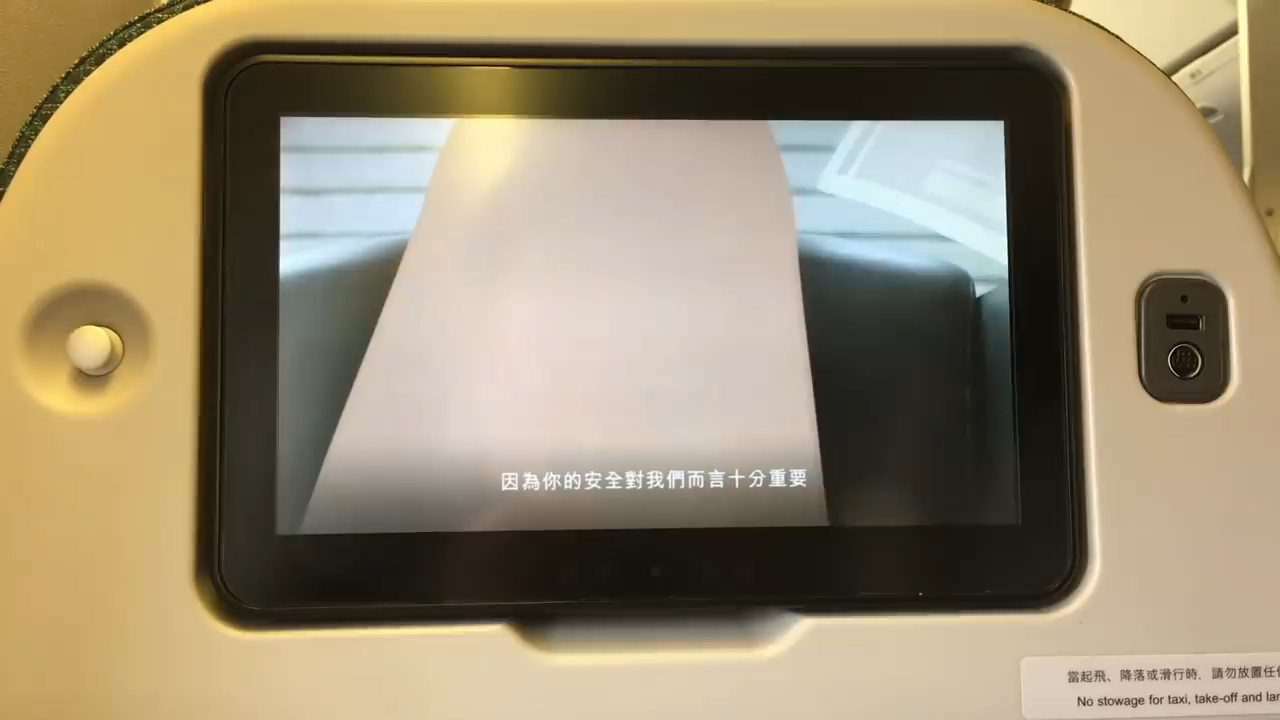 因為你的安全對我們而言十分重要
當起飛、降落或滑行時，請勿放置任
No stowage for taxi, take-off and